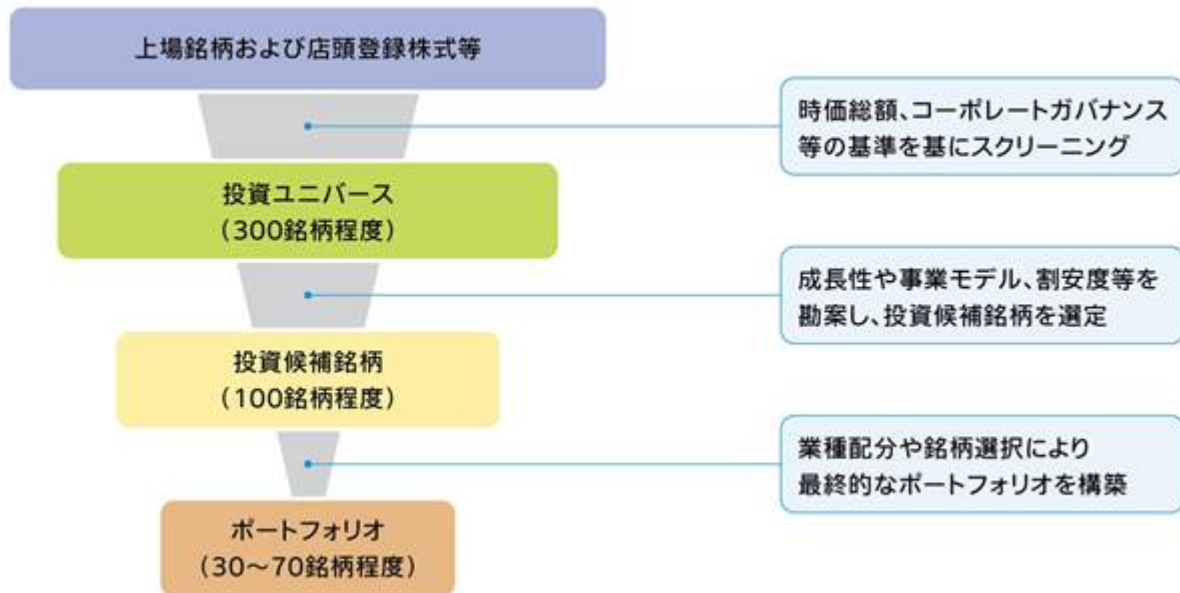 上場銘柄および店頭登録株式等
時価総額、コーポレートガバナンス
等の基準を基にスクリーニング
投資ユニバース
（300銘柄程度）
成長性や事業モデル、割安度等を
勘案し、投資候補銘柄を選定
投資候補銘柄
（100銘柄程度）
業種配分や銘柄選択により
最終的なポートフォリオを構築
ポートフォリオ
（30～70銘柄程度）